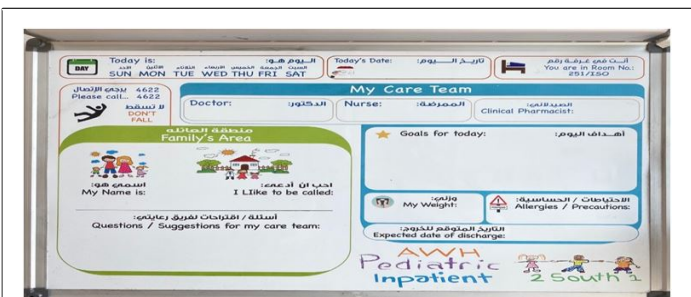 DAY
Today is: اليوم هو:
الأحد الاثنين الثلاثاء الأربعاء الخميس الجمعة السبت
SUN MON TUE WED THU FRI SAT
Today's Date: تاريخ اليوم:
أنت في غرفة رقم
You are in Room No.:
251/ISO
يرجى الإتصال 4622
Please call... 4622
لا تسقط
DON'T
FALL
My Care Team
Doctor: الدكتور:
Nurse: الممرضة:
الصيدلاني:
Clinical Pharmacist:
منطقة العائلة
Family's Area
اسمي هو:
My Name is:
احب ان أدعى:
I LIike to be called:
أسئلة / اقتراحات لفريق رعايتي:
Questions / Suggestions for my care team:
Goals for today: أهداف اليوم:
وزني:
My Weight:
الاحتياطات / الحساسية:
Allergies / Precautions:
التاريخ المتوقع للخروج:
Expected date of discharge:
AWH
Pediatric
Inpatient
2 South 1